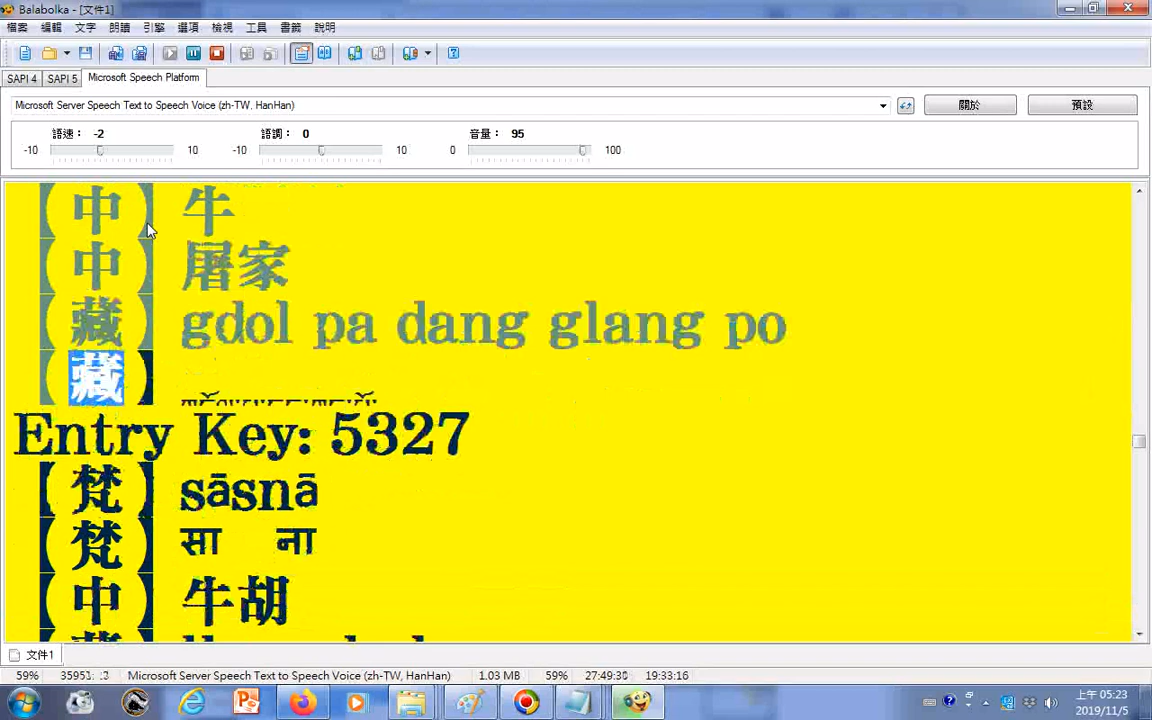 Balabolka - [文件1]
檔案 編輯 文字 朗讀 引擎 選項 檢視 工具 書籤 說明
SAPI 4 SAPI 5 Microsoft Speech Platform
Microsoft Server Speech Text to Speech Voice (zh-TW, HanHan) 關於 預設
語速： -2 語調： 0 音量： 95
-10 10 -10 10 0 100
【中】 牛
【中】 屠家
【藏】 gdol pa dang glang po
【藏】
Entry Key: 5327
【梵】 sāsnā
【梵】 सा ना
【中】 牛胡
文件1
59% Microsoft Server Speech Text to Speech Voice (zh-TW, HanHan) 1.03 MB 59% 27:49:38 19:33:16
上午 05:23
2019/11/5